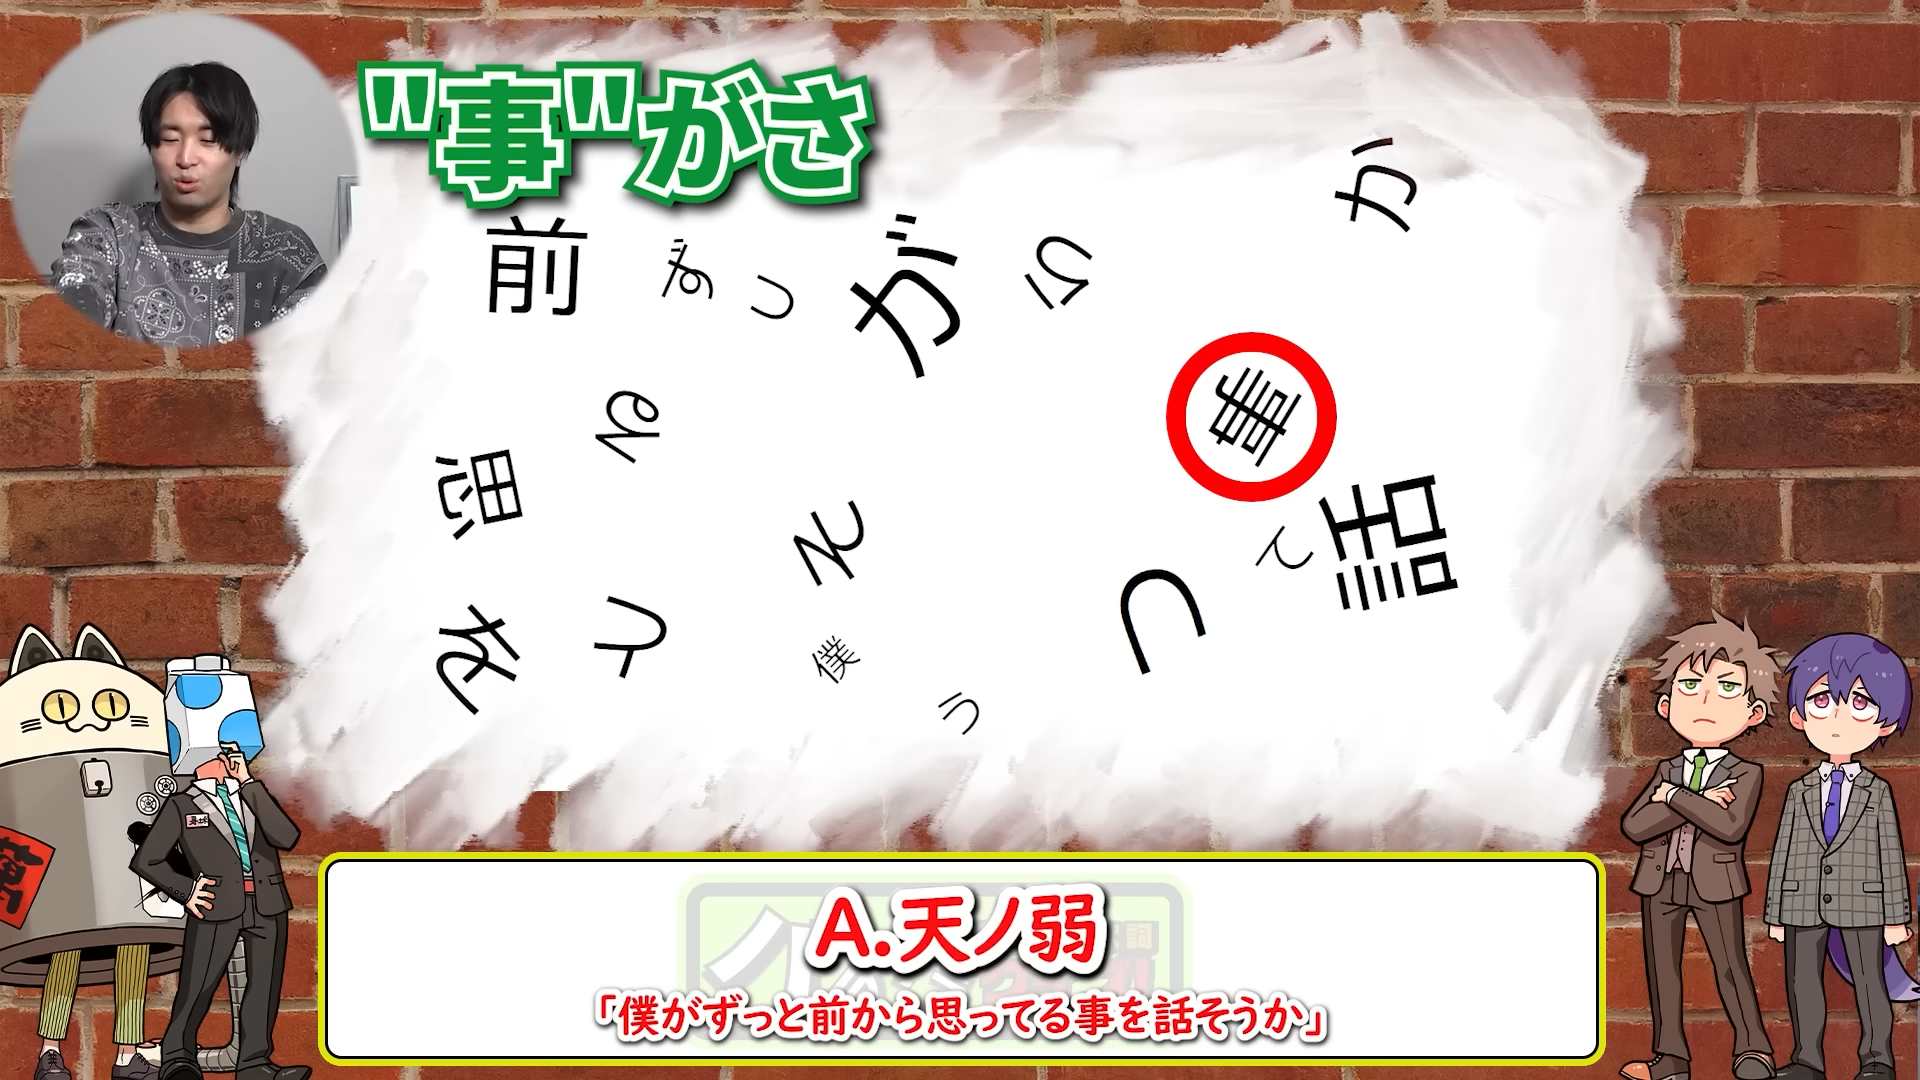 "事"がさ
か
前
ず
っ
が
ら
る
事
思
そ
て
話
を
と
っ
僕
う
A.天ノ弱
「僕がずっと前から思ってる事を話そうか」